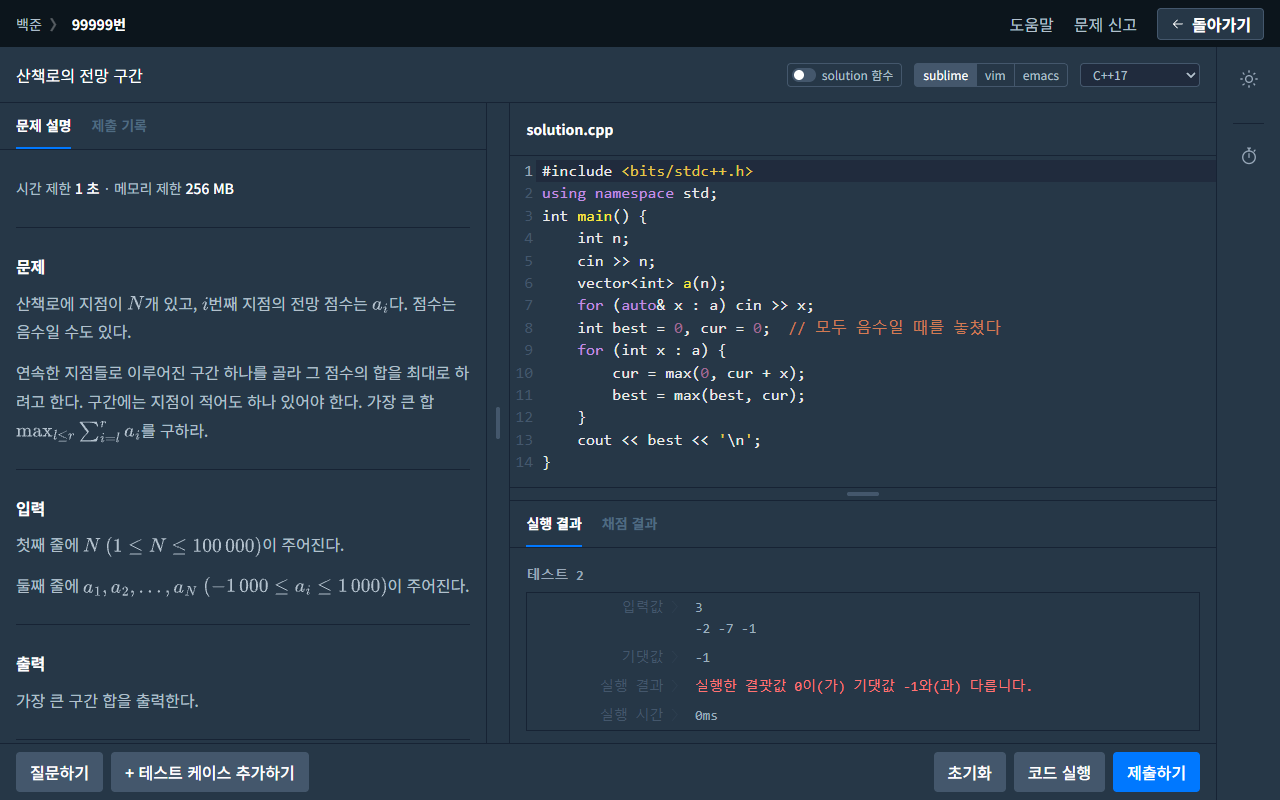 백준 > 99999번
도움말 문제 신고 ← 돌아가기
산책로의 전망 구간
solution 함수 sublime vim emacs C++17
문제 설명 제출 기록
시간 제한 1 초 · 메모리 제한 256 MB
문제
산책로에 지점이 N개 있고, i번째 지점의 전망 점수는 a_i다. 점수는
음수일 수도 있다.
연속한 지점들로 이루어진 구간 하나를 골라 그 점수의 합을 최대로 하
려고 한다. 구간에는 지점이 적어도 하나 있어야 한다. 가장 큰 합
max_{l≤r} ∑_{i=l}^{r} a_i를 구하라.
입력
첫째 줄에 N (1 ≤ N ≤ 100 000)이 주어진다.
둘째 줄에 a_1, a_2, …, a_N (−1 000 ≤ a_i ≤ 1 000)이 주어진다.
출력
가장 큰 구간 합을 출력한다.
solution.cpp
1 #include <bits/stdc++.h>
2 using namespace std;
3 int main() {
4     int n;
5     cin >> n;
6     vector<int> a(n);
7     for (auto& x : a) cin >> x;
8     int best = 0, cur = 0;  // 모두 음수일 때를 놓쳤다
9     for (int x : a) {
10         cur = max(0, cur + x);
11         best = max(best, cur);
12     }
13     cout << best << '\n';
14 }
실행 결과 채점 결과
테스트 2
입력값 > 3
-2 -7 -1
기댓값 > -1
실행 결과 > 실행한 결괏값 0이(가) 기댓값 -1와(과) 다릅니다.
실행 시간 > 0ms
질문하기 + 테스트 케이스 추가하기 초기화 코드 실행 제출하기